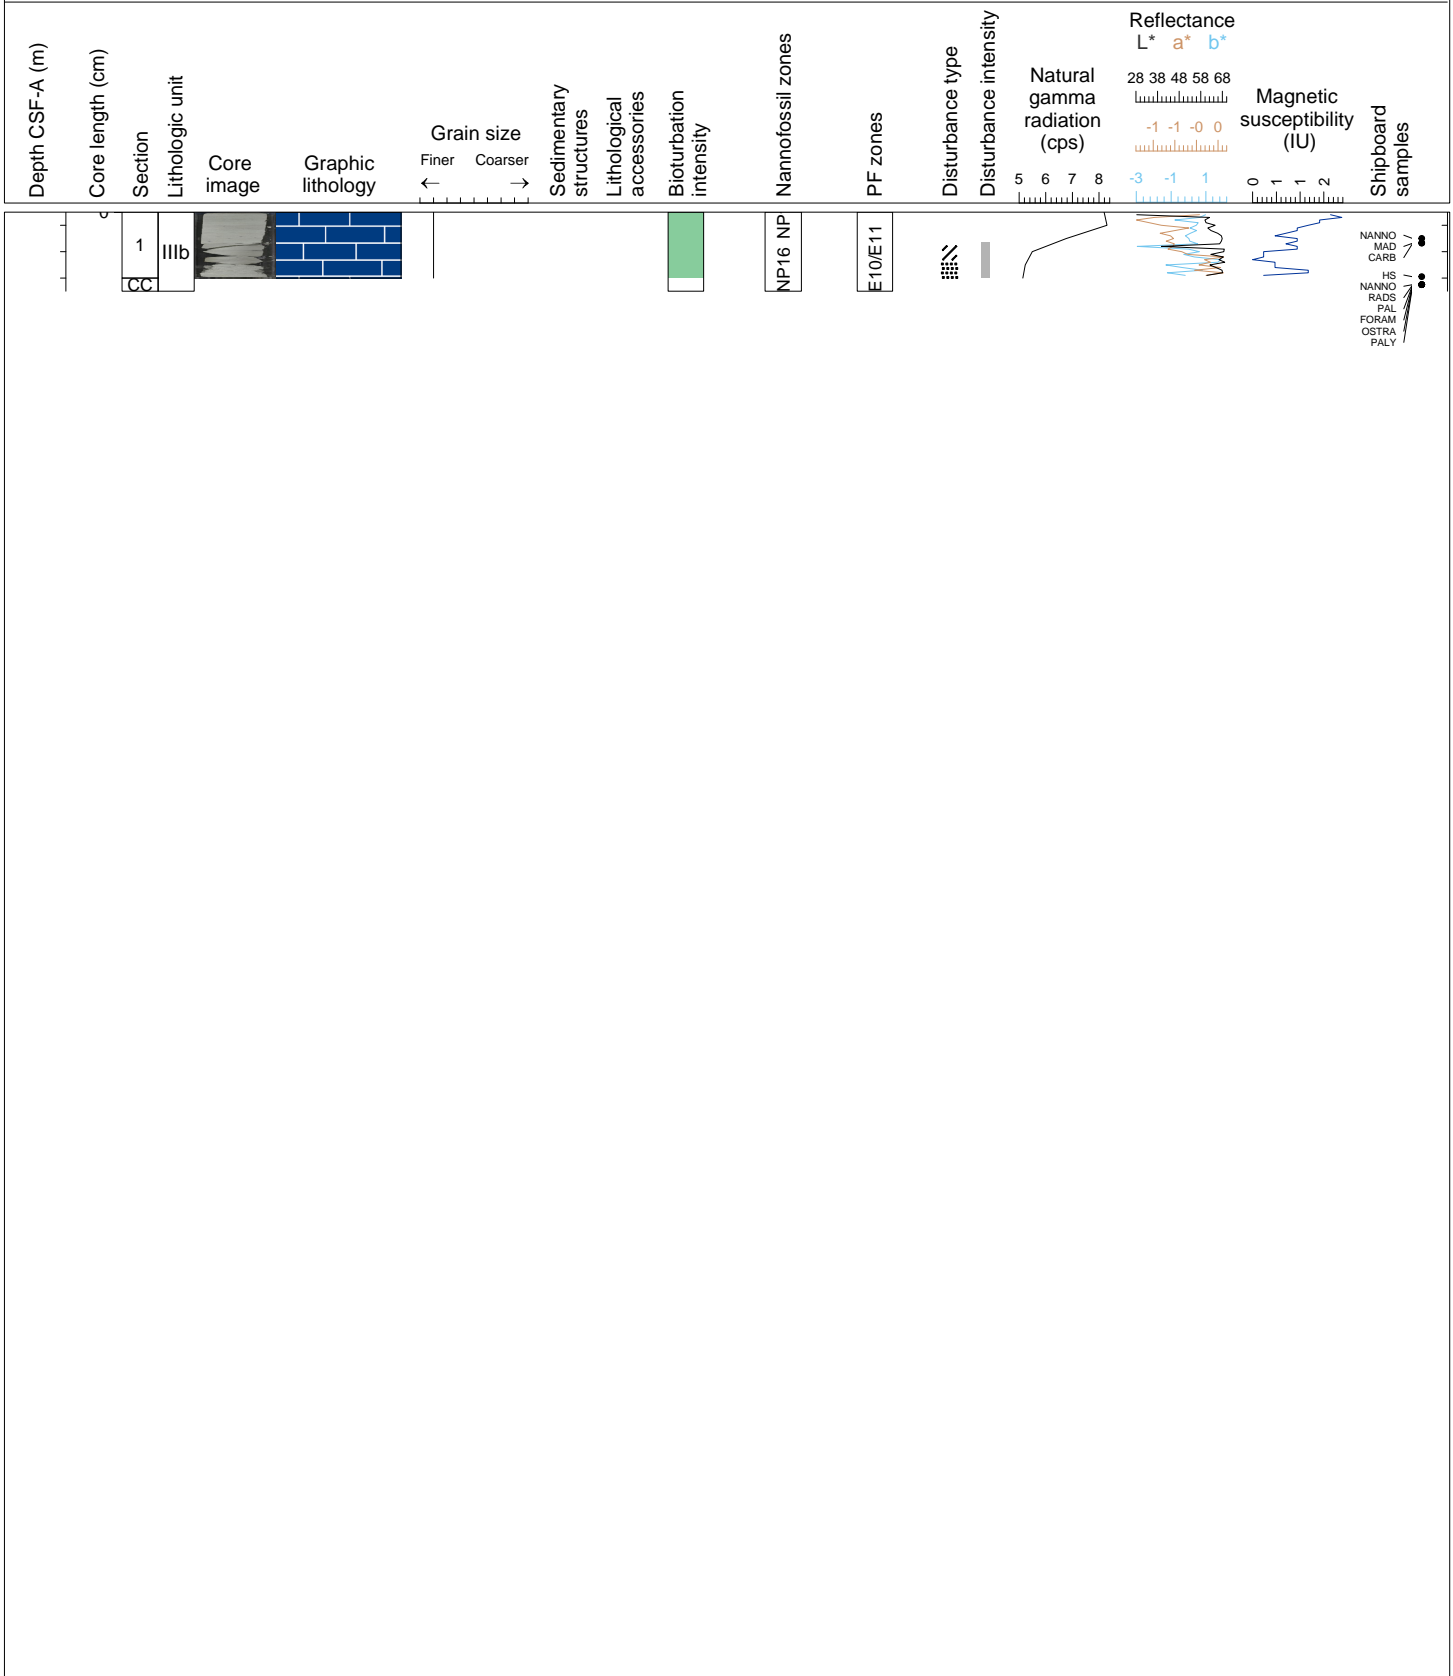 Depth CSF-A (m)
Core length (cm)
Section
Lithologic unit
Core
image
Graphic
lithology
Grain size
Finer Coarser
← →
Sedimentary
structures
Lithological
accessories
Bioturbation
intensity
Nannofossil zones
PF zones
Disturbance type
Disturbance intensity
Natural
gamma
radiation
(cps)
5 6 7 8
Reflectance
L* a* b*
28 38 48 58 68
-1 -1 -0 0
-3 -1 1
Magnetic
susceptibility
(IU)
0 1 1 2
Shipboard
samples
1
CC
IIIb
NP16 NP
E10/E11
NANNO
MAD
CARB
HS
NANNO
RADS
PAL
FORAM
OSTRA
PALY